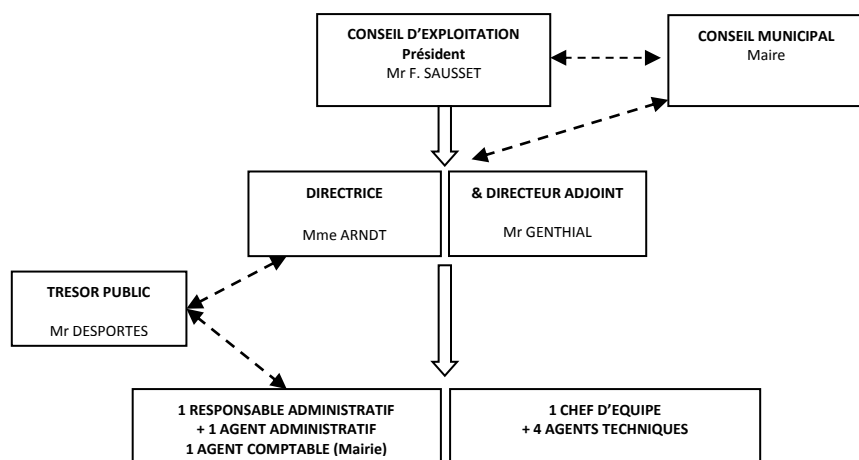 CONSEIL D'EXPLOITATION
Président
Mr F. SAUSSET
CONSEIL MUNICIPAL
Maire
DIRECTRICE
Mme ARNDT
& DIRECTEUR ADJOINT
Mr GENTHIAL
TRESOR PUBLIC
Mr DESPORTES
1 RESPONSABLE ADMINISTRATIF
+ 1 AGENT ADMINISTRATIF
1 AGENT COMPTABLE (Mairie)
1 CHEF D'EQUIPE
+ 4 AGENTS TECHNIQUES